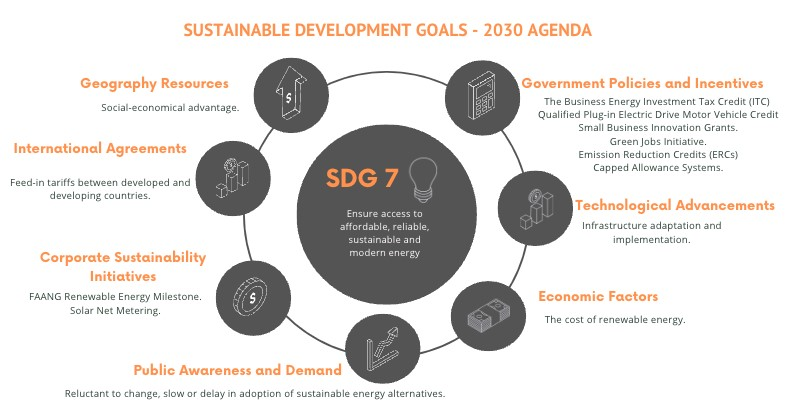 SUSTAINABLE DEVELOPMENT GOALS - 2030 AGENDA
Geography Resources
Social-economical advantage.
Government Policies and Incentives
The Business Energy Investment Tax Credit (ITC)
Qualified Plug-in Electric Drive Motor Vehicle Credit
Small Business Innovation Grants.
Green Jobs Initiative.
Emission Reduction Credits (ERCs)
Capped Allowance Systems.
International Agreements
Feed-in tariffs between developed and
developing countries.
SDG 7
Ensure access to
affordable, reliable,
sustainable and
modern energy
Technological Advancements
Infrastructure adaptation and
implementation.
Corporate Sustainability
Initiatives
FAANG Renewable Energy Milestone.
Solar Net Metering.
Economic Factors
The cost of renewable energy.
Public Awareness and Demand
Reluctant to change, slow or delay in adoption of sustainable energy alternatives.